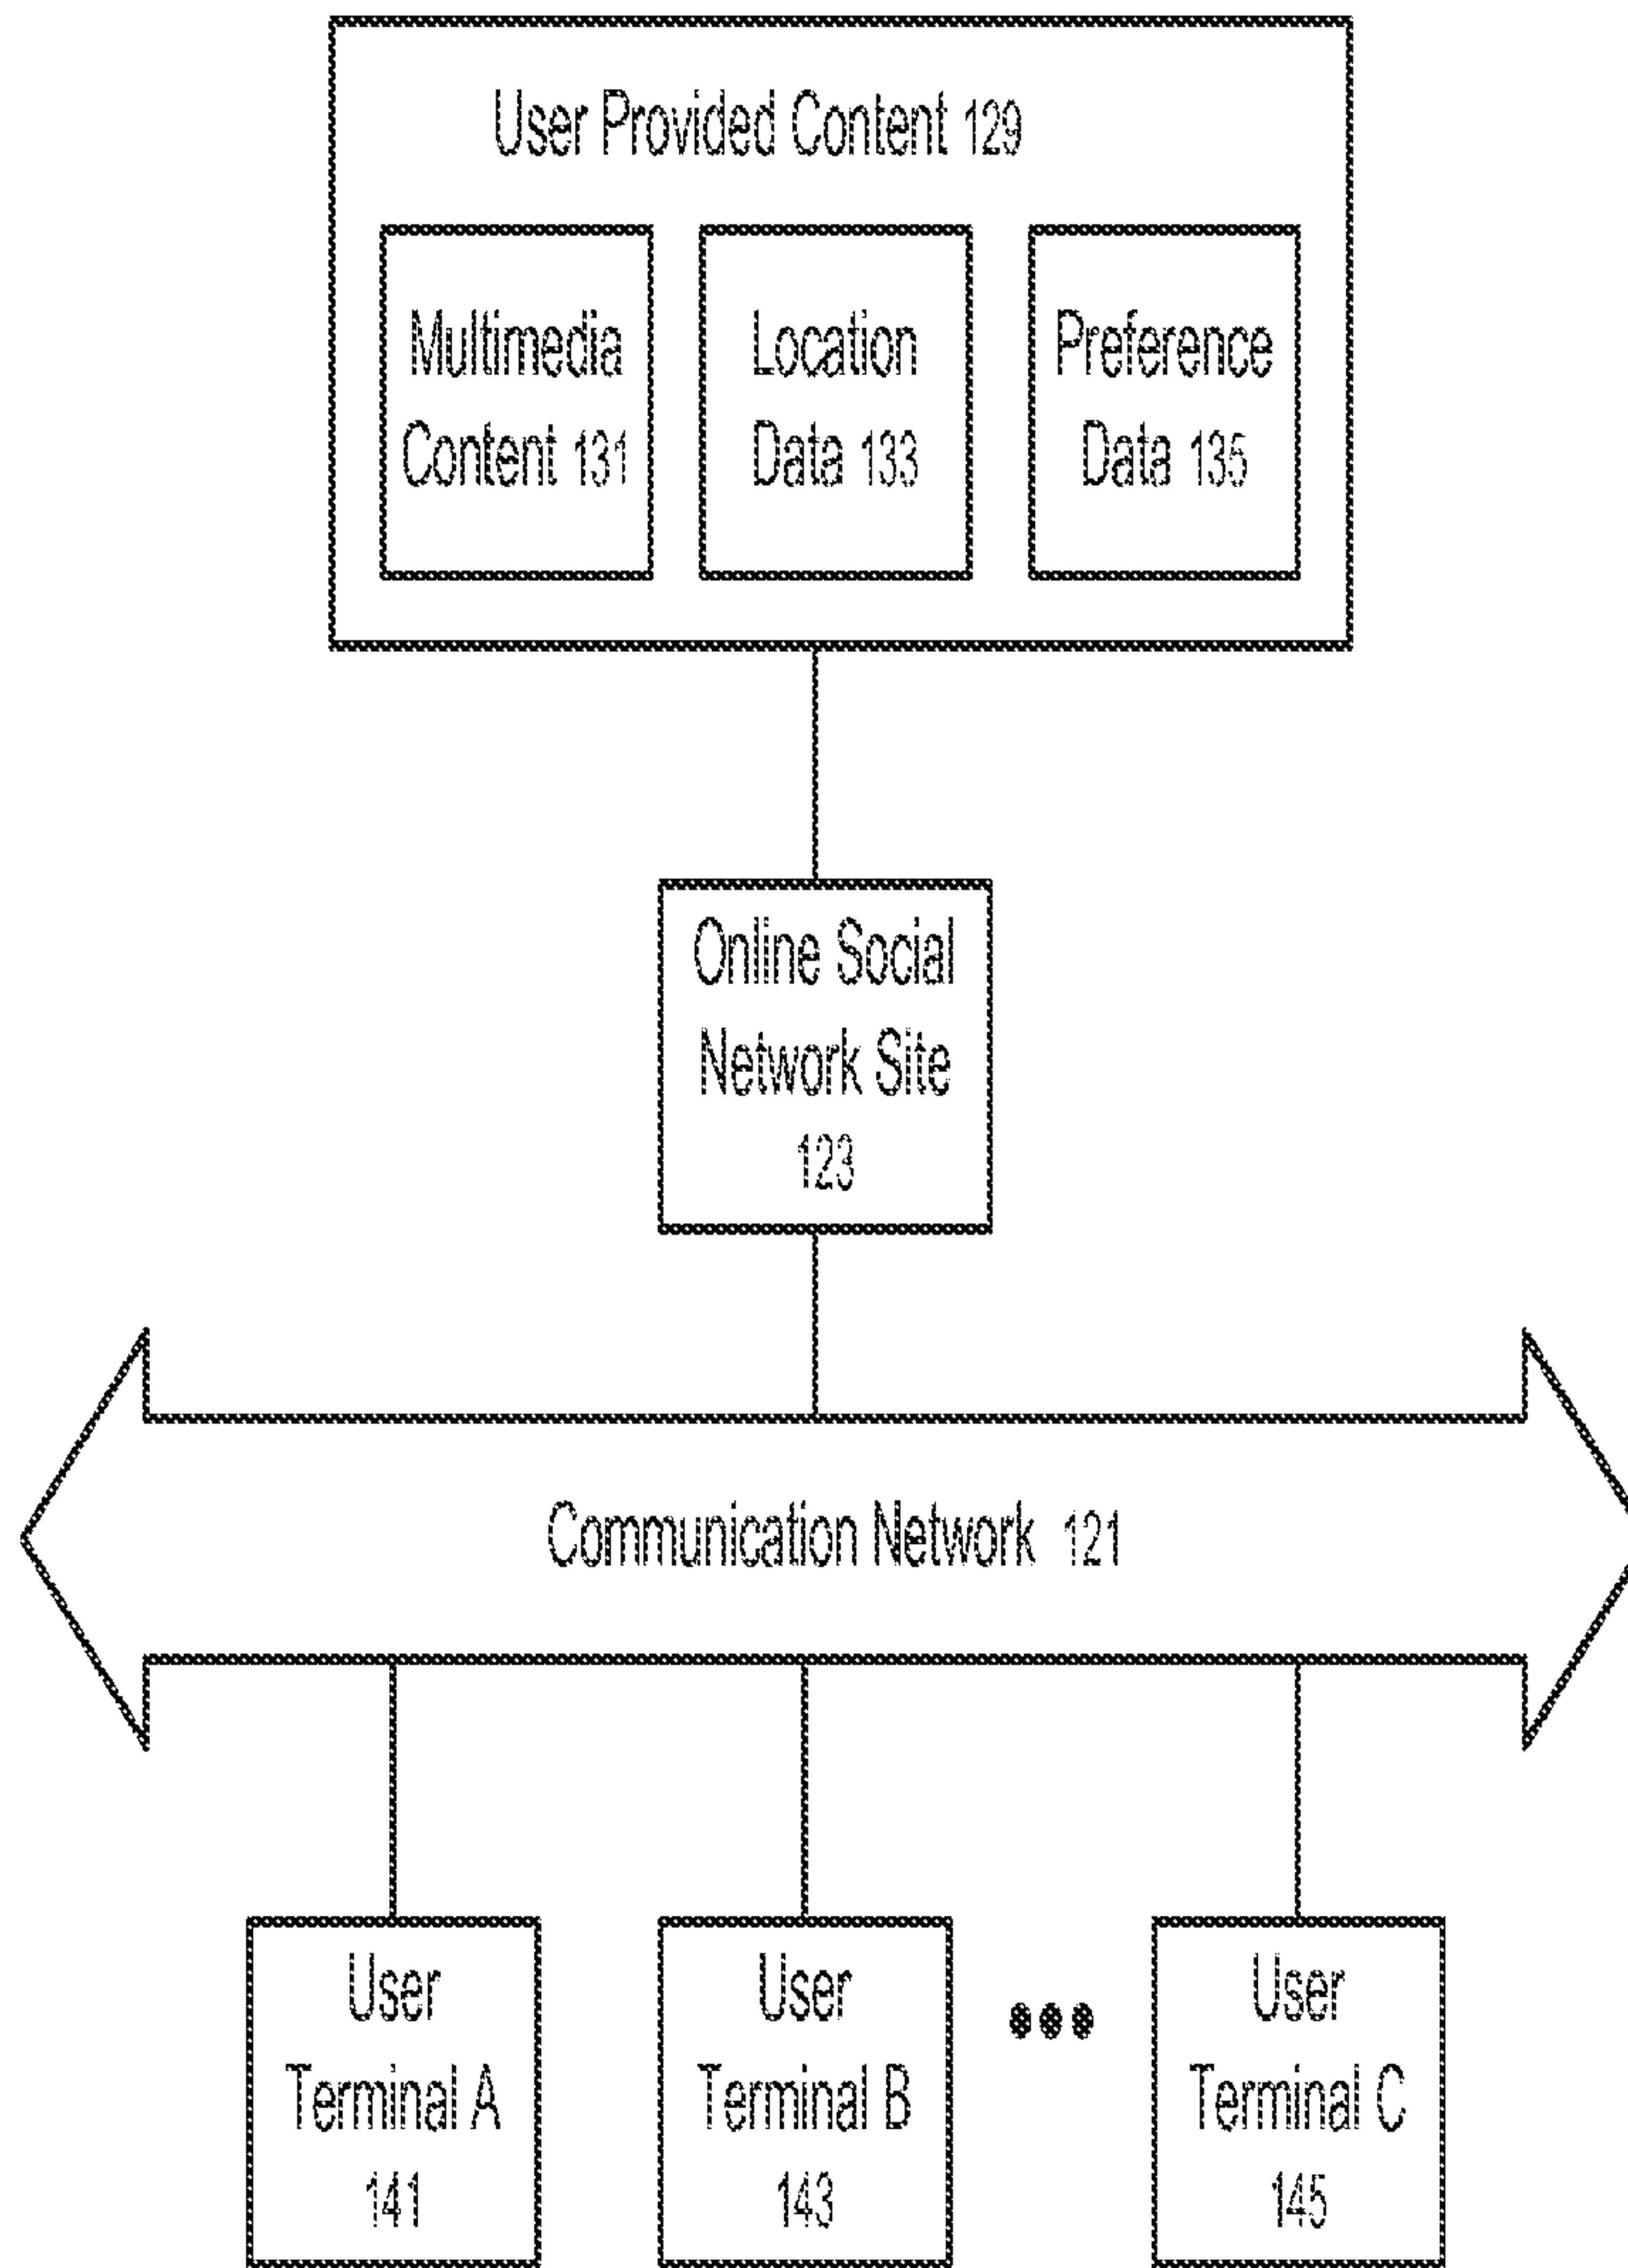 User Provided Content 129
Multimedia
Content 131
Location
Data 133
Preference
Data 135
Online Social
Network Site
123
Communication Network 121
User
Terminal A
141
User
Terminal B
143
User
Terminal C
145